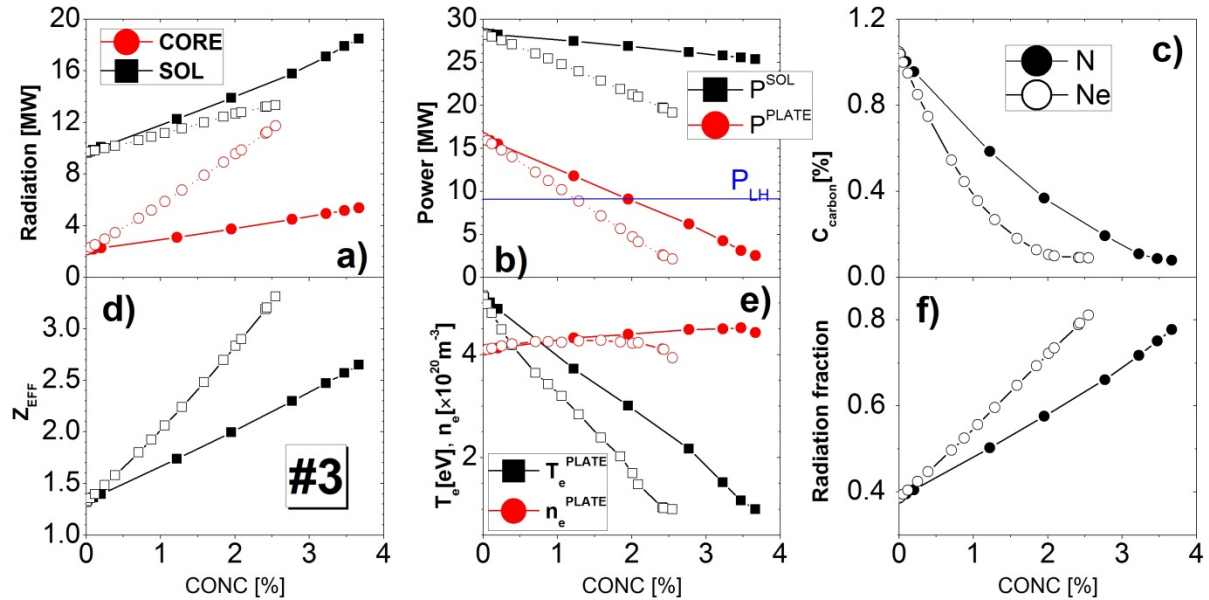 20
16
12
8
4
0
Radiation [MW]
CORE
SOL
a)
30
25
20
15
10
5
0
Power [MW]
P^SOL
P^PLATE
P_LH
b)
1.2
0.8
0.4
0.0
C_carbon[%]
c)
N
Ne
3.0
2.5
2.0
1.5
1.0
Z_EFF
d)
#3
0 1 2 3 4
CONC [%]
4
2
T_e[eV], n_e[×10^20m^-3
e)
T_e^PLATE
n_e^PLATE
0 1 2 3 4
CONC [%]
0.8
0.6
0.4
Radiation fraction
f)
0 1 2 3 4
CONC [%]